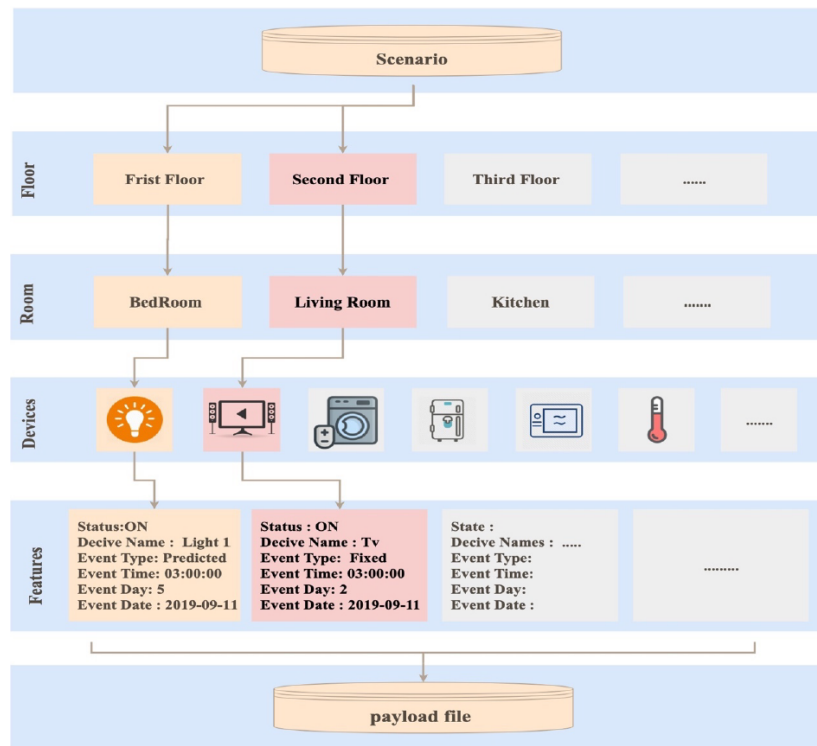 Scenario
Floor
Frist Floor
Second Floor
Third Floor
......
Room
BedRoom
Living Room
Kitchen
.......
Devices
.......
Features
Status:ON
Decive Name : Light 1
Event Type: Predicted
Event Time: 03:00:00
Event Day: 5
Event Date : 2019-09-11
Status : ON
Decive Name : Tv
Event Type: Fixed
Event Time: 03:00:00
Event Day: 2
Event Date : 2019-09-11
State :
Decive Names : .....
Event Type:
Event Time:
Event Day:
Event Date :
.........
payload file